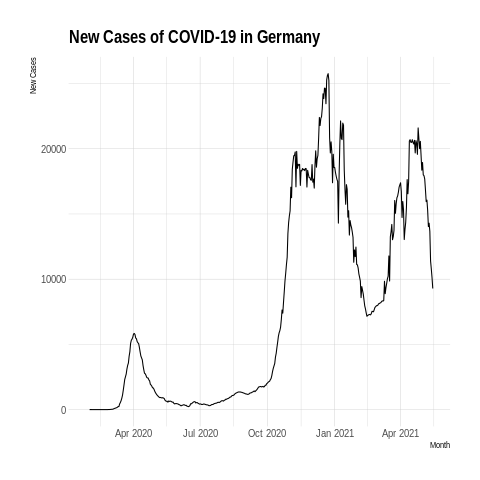 New Cases of COVID-19 in Germany
New Cases
20000
10000
0
Apr 2020 Jul 2020 Oct 2020 Jan 2021 Apr 2021
Month